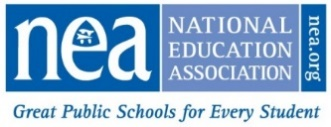 nea
NATIONAL
EDUCATION
ASSOCIATION
nea.org
Great Public Schools for Every Student